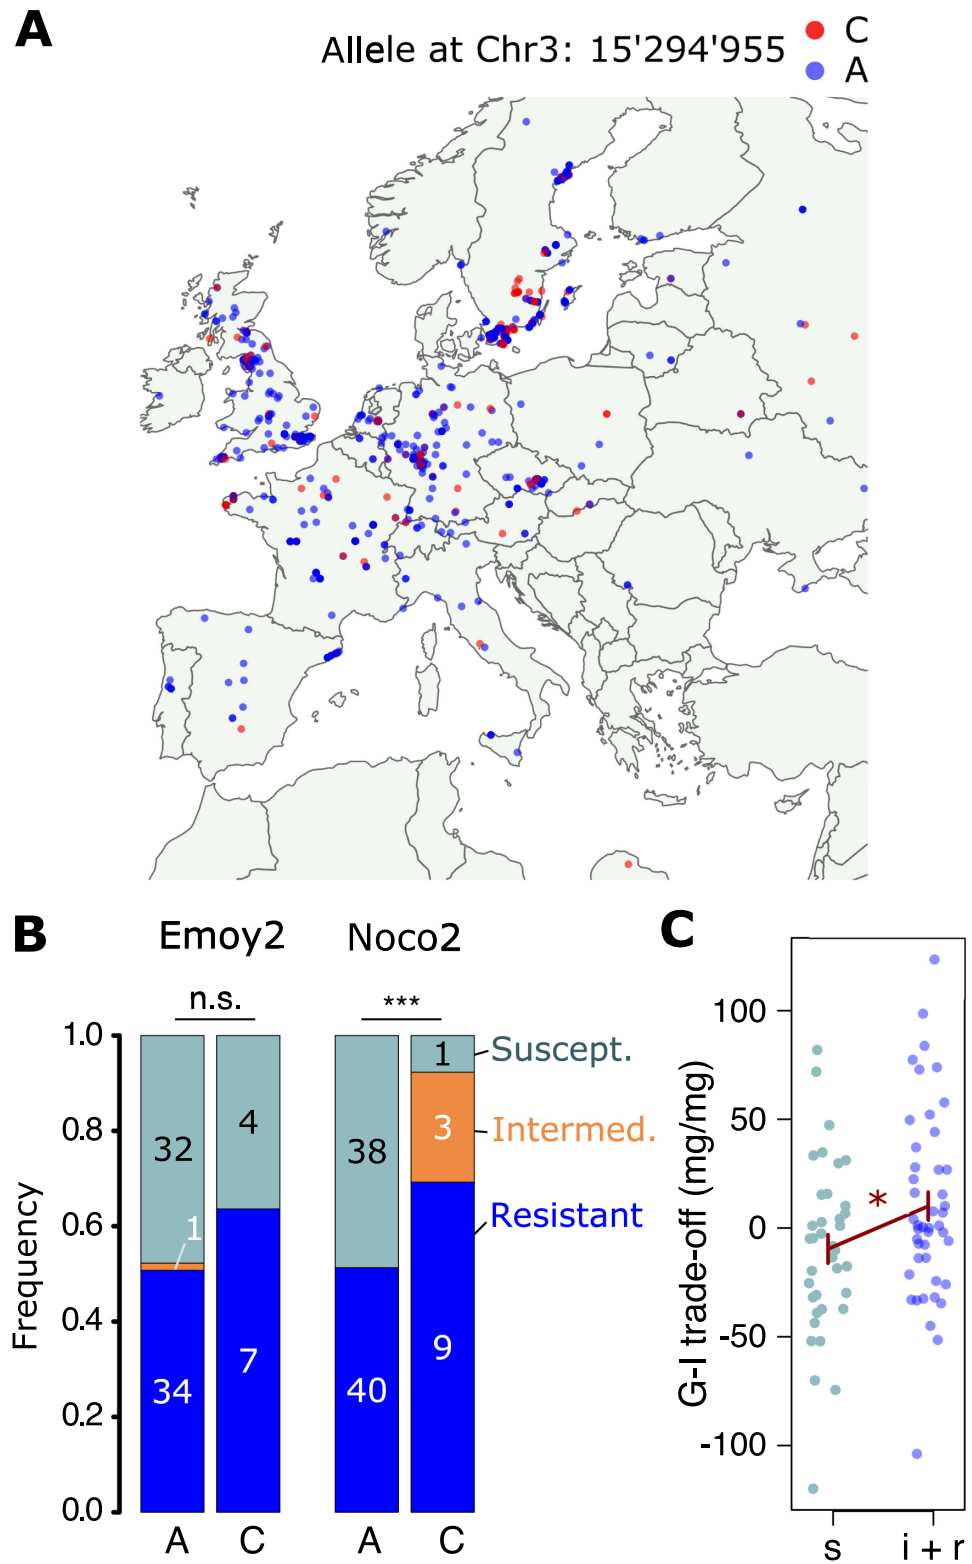 A
Allele at Chr3: 15'294'955
C
A
B
Emoy2 Noco2
n.s. ***
Frequency
1.0
0.8
0.6
0.4
0.2
0.0
32
1
34
4
7
38
40
1
3
9
Suscept.
Intermed.
Resistant
A C A C
C
G-I trade-off (mg/mg)
100
50
0
-50
-100
*
s i + r